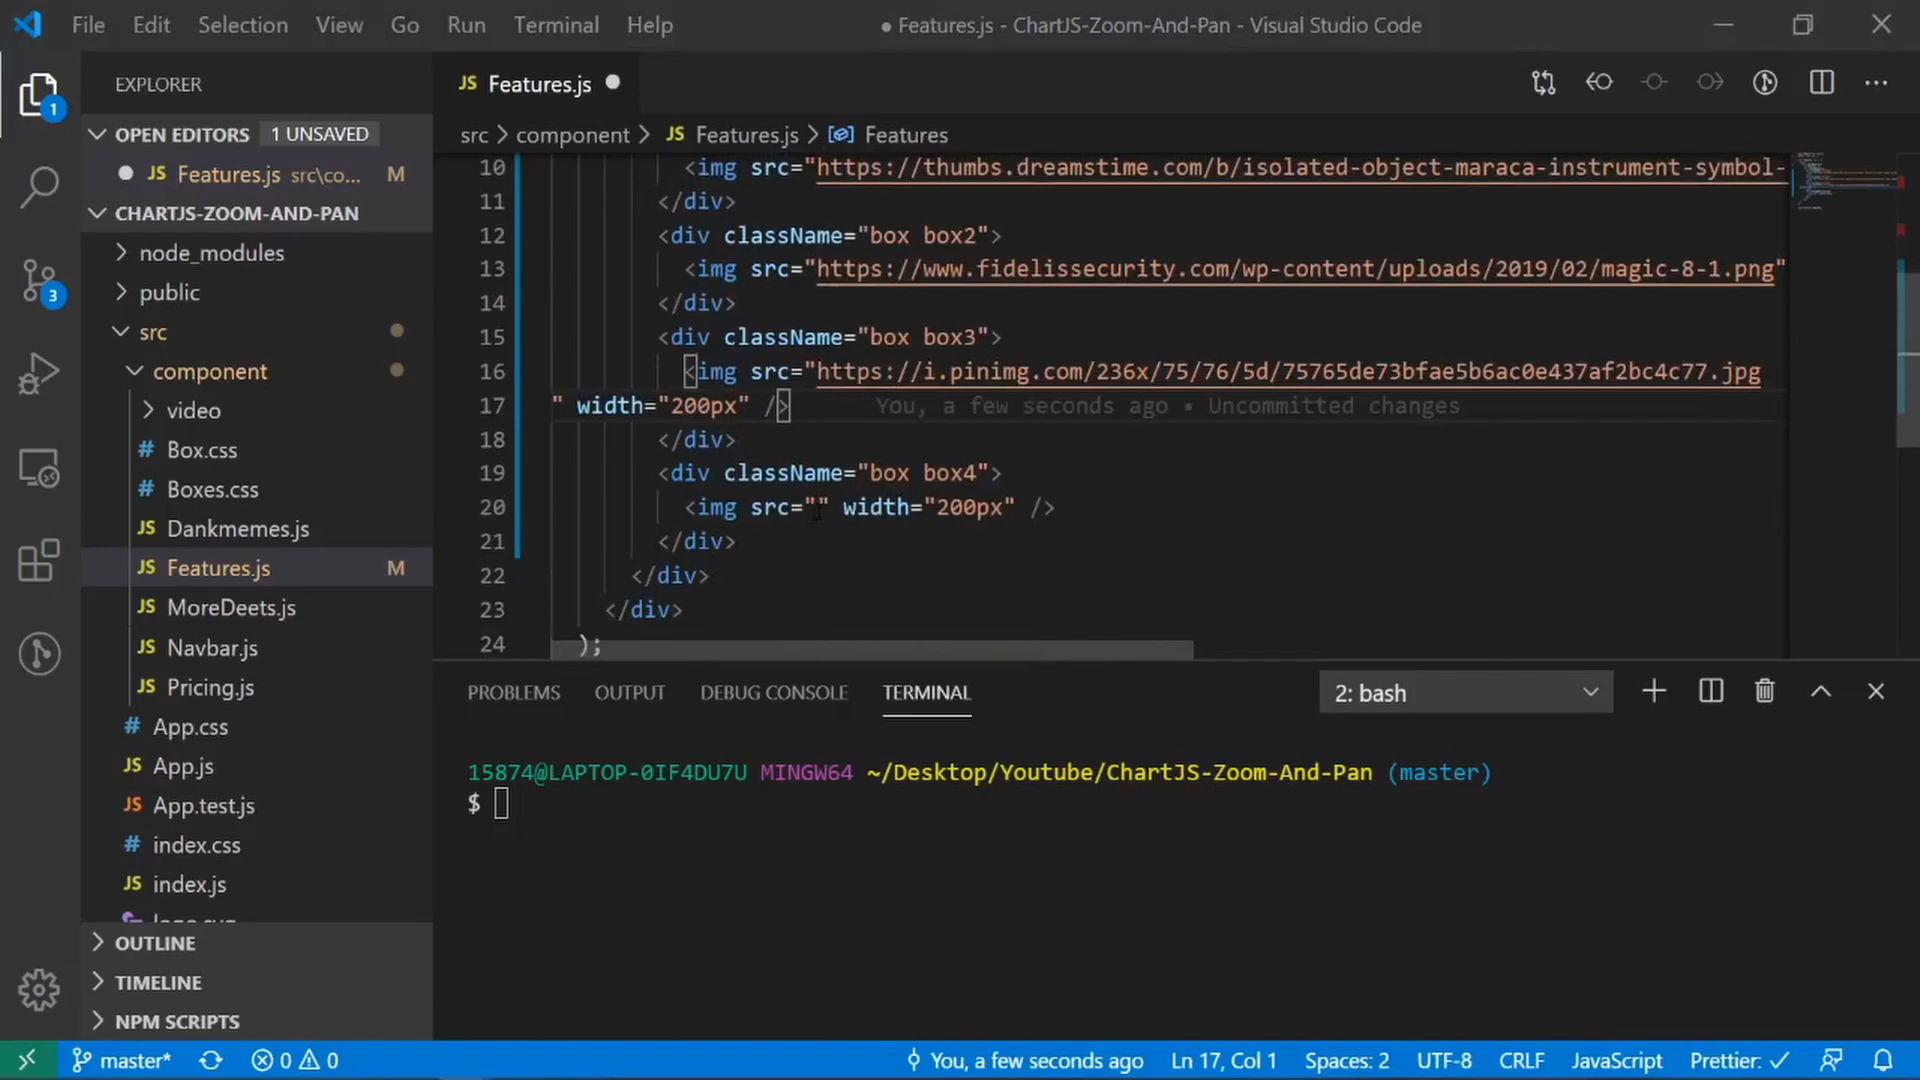 File Edit Selection View Go Run Terminal Help
● Features.js - ChartJS-Zoom-And-Pan - Visual Studio Code
EXPLORER
OPEN EDITORS 1 UNSAVED
JS Features.js src\co... M
CHARTJS-ZOOM-AND-PAN
node_modules
public
src
component
video
# Box.css
# Boxes.css
JS Dankmemes.js
JS Features.js M
JS MoreDeets.js
JS Navbar.js
JS Pricing.js
# App.css
JS App.js
JS App.test.js
# index.css
JS index.js
OUTLINE
TIMELINE
NPM SCRIPTS
1
3
JS Features.js
src > component > JS Features.js > Features
10 <img src="https://thumbs.dreamstime.com/b/isolated-object-maraca-instrument-symbol-
11 </div>
12 <div className="box box2">
13 <img src="https://www.fidelissecurity.com/wp-content/uploads/2019/02/magic-8-1.png"
14 </div>
15 <div className="box box3">
16 <img src="https://i.pinimg.com/236x/75/76/5d/75765de73bfae5b6ac0e437af2bc4c77.jpg
17 " width="200px" /> You, a few seconds ago • Uncommitted changes
18 </div>
19 <div className="box box4">
20 <img src="" width="200px" />
21 </div>
22 </div>
23 </div>
24 );
PROBLEMS OUTPUT DEBUG CONSOLE TERMINAL 2: bash
15874@LAPTOP-0IF4DU7U MINGW64 ~/Desktop/Youtube/ChartJS-Zoom-And-Pan (master)
$
master* 0 0 You, a few seconds ago Ln 17, Col 1 Spaces: 2 UTF-8 CRLF JavaScript Prettier: ✓